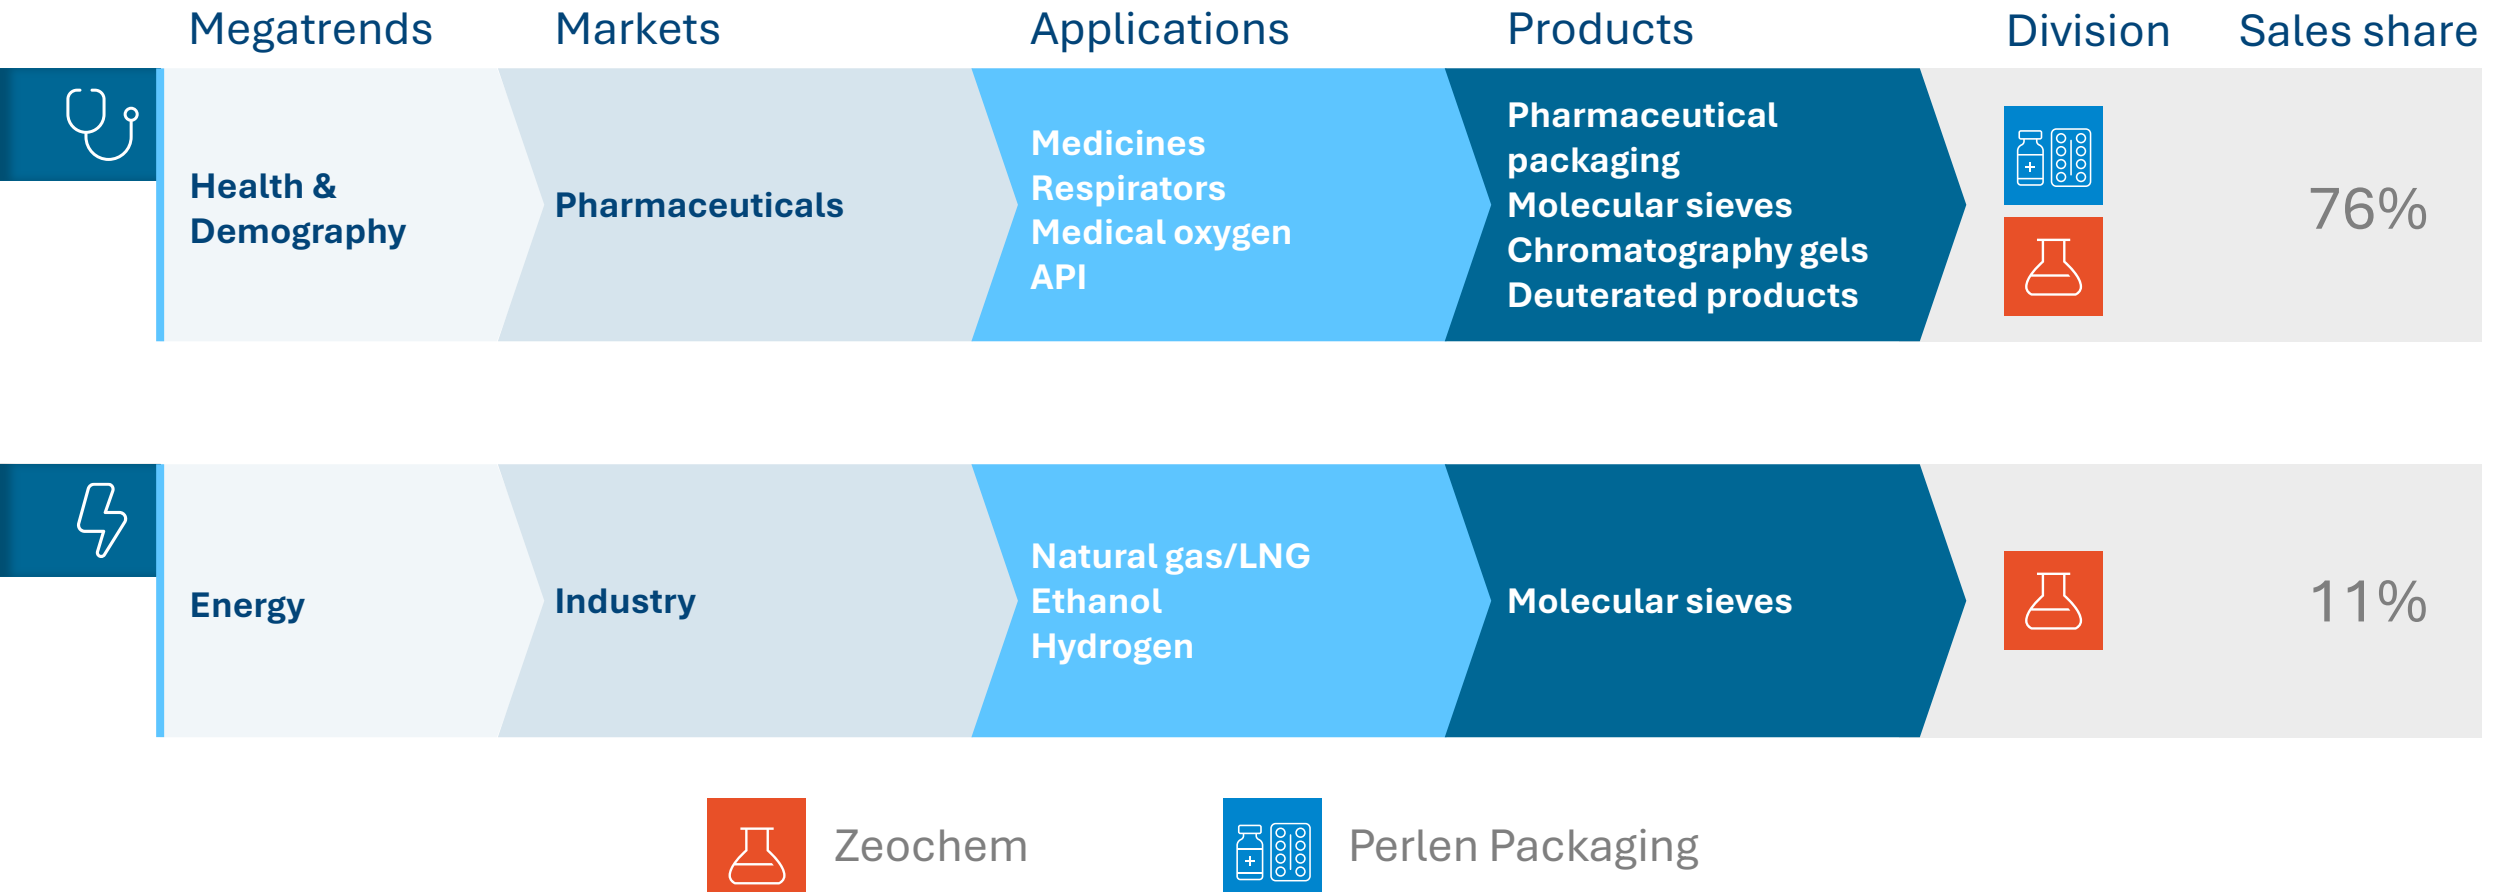 Megatrends Markets Applications Products Division Sales share
Health &
Demography
Pharmaceuticals
Medicines
Respirators
Medical oxygen
API
Pharmaceutical
packaging
Molecular sieves
Chromatography gels
Deuterated products
76%
Energy
Industry
Natural gas/LNG
Ethanol
Hydrogen
Molecular sieves
11%
Zeochem
Perlen Packaging